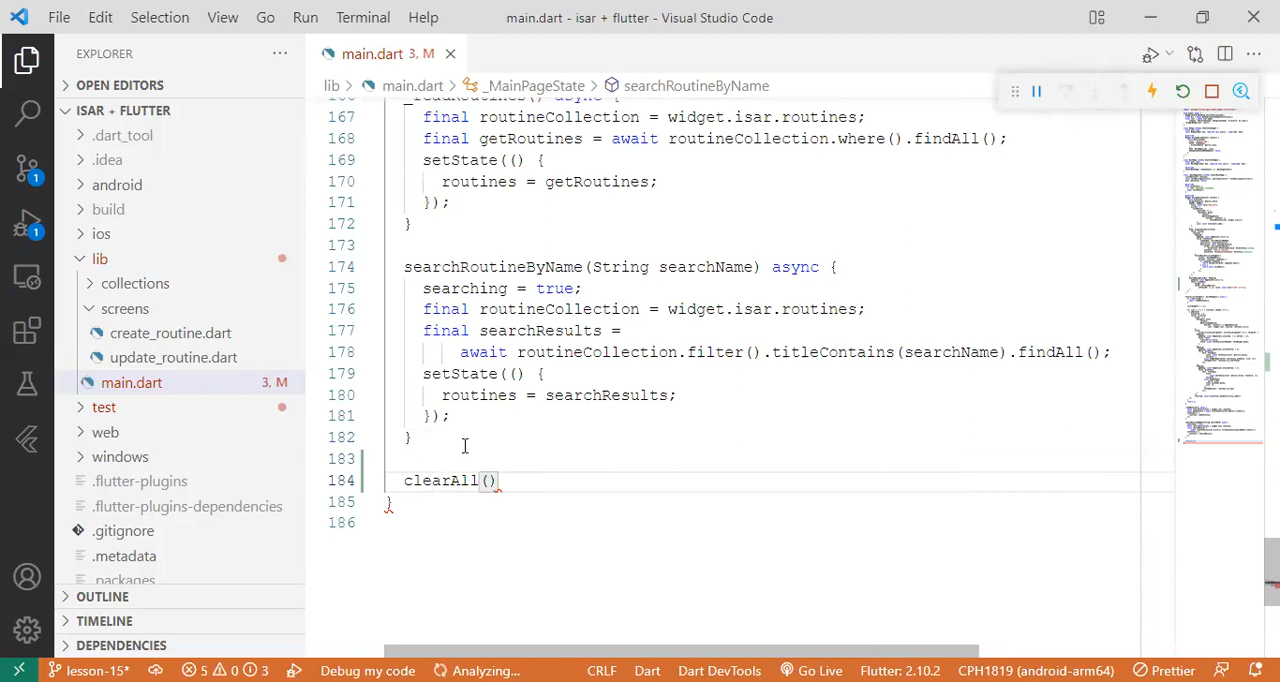 File Edit Selection View Go Run Terminal Help main.dart - isar + flutter - Visual Studio Code
EXPLORER
main.dart 3, M
OPEN EDITORS
lib > main.dart > _MainPageState > searchRoutineByName
ISAR + FLUTTER
.dart_tool
.idea
android
build
ios
lib
collections
screens
create_routine.dart
update_routine.dart
main.dart 3, M
test
web
windows
.flutter-plugins
.flutter-plugins-dependencies
.gitignore
.metadata
.packages
OUTLINE
TIMELINE
DEPENDENCIES
1
1
167 final routineCollection = widget.isar.routines;
168 final getRoutines = await routineCollection.where().findAll();
169 setState(() {
170 routines = getRoutines;
171 });
172 }
173
174 searchRoutineByName(String searchName) async {
175 searching = true;
176 final routineCollection = widget.isar.routines;
177 final searchResults =
178 await routineCollection.filter().titleContains(searchName).findAll();
179 setState(() {
180 routines = searchResults;
181 });
182 }
183
184 clearAll()
185 }
186
lesson-15* 5 0 3 Debug my code Analyzing... CRLF Dart Dart DevTools Go Live Flutter: 2.10.2 CPH1819 (android-arm64) Prettier